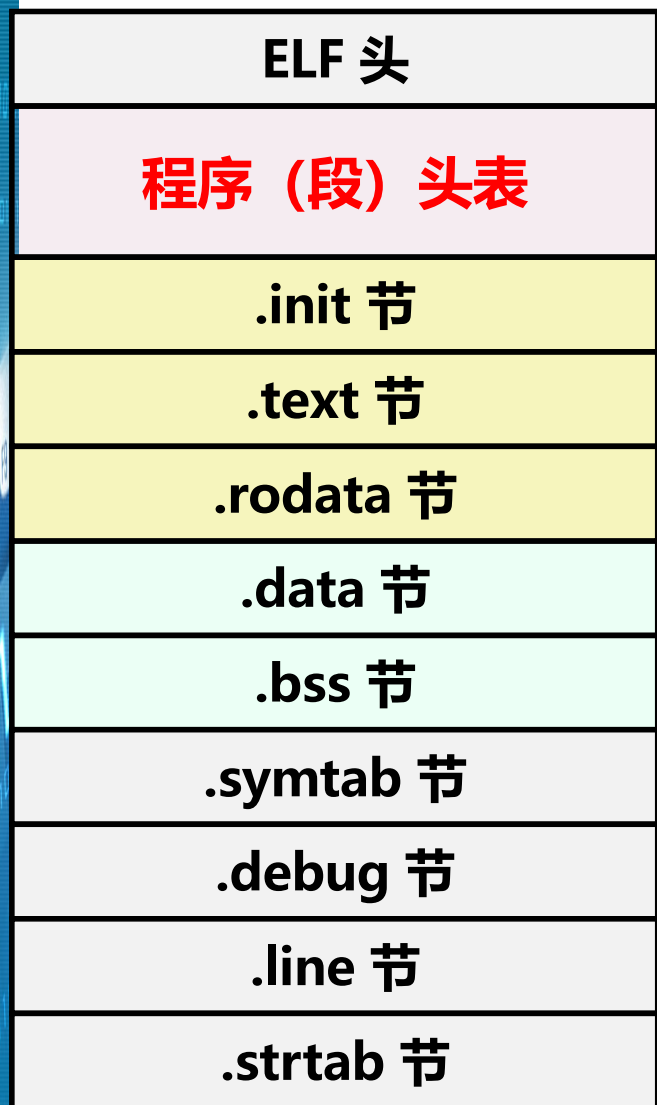 ELF 头
程序（段）头表
.init 节
.text 节
.rodata 节
.data 节
.bss 节
.symtab 节
.debug 节
.line 节
.strtab 节